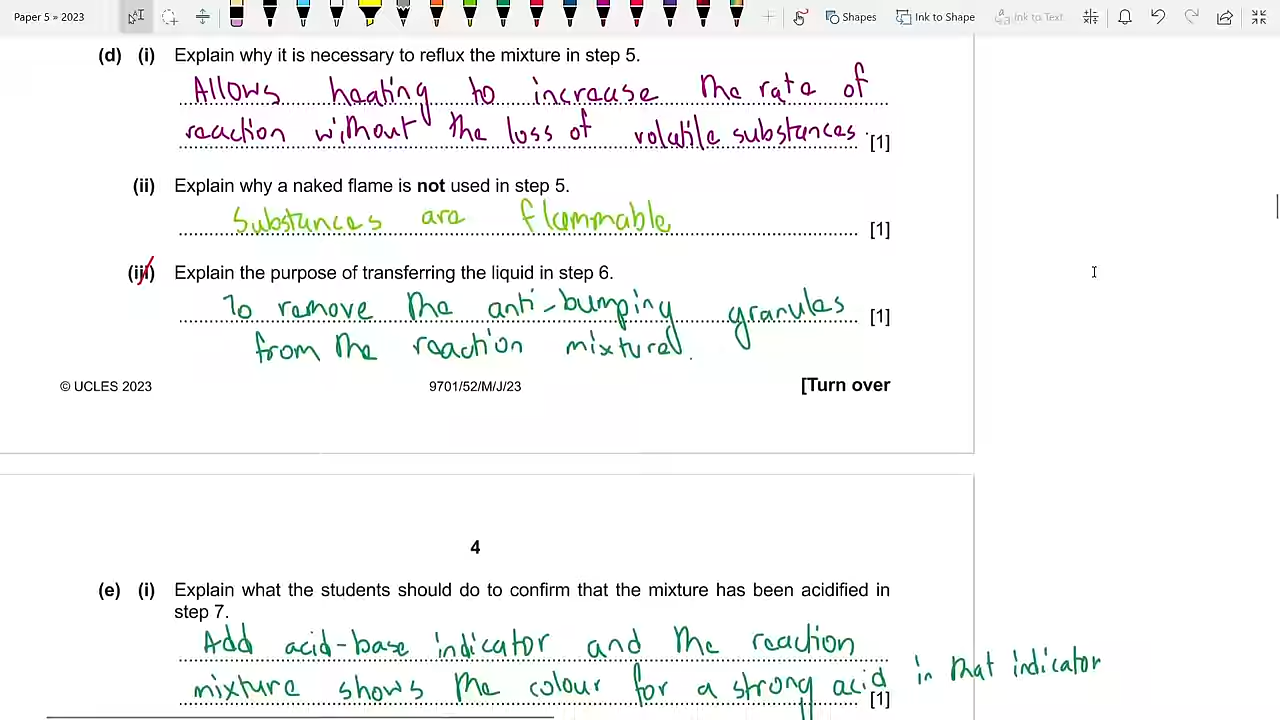 Paper 5 » 2023
Shapes
Ink to Shape
Ink to Text
(d) (i) Explain why it is necessary to reflux the mixture in step 5.
Allows heating to increase the rate of
reaction without the loss of volatile substances. [1]
(ii) Explain why a naked flame is not used in step 5.
Substances are flammable [1]
(iii) Explain the purpose of transferring the liquid in step 6.
To remove the anti-bumping granules [1]
from the reaction mixture.
© UCLES 2023 9701/52/M/J/23 [Turn over
4
(e) (i) Explain what the students should do to confirm that the mixture has been acidified in
step 7.
Add acid-base indicator and the reaction
mixture shows the colour for a strong acid in that indicator
[1]